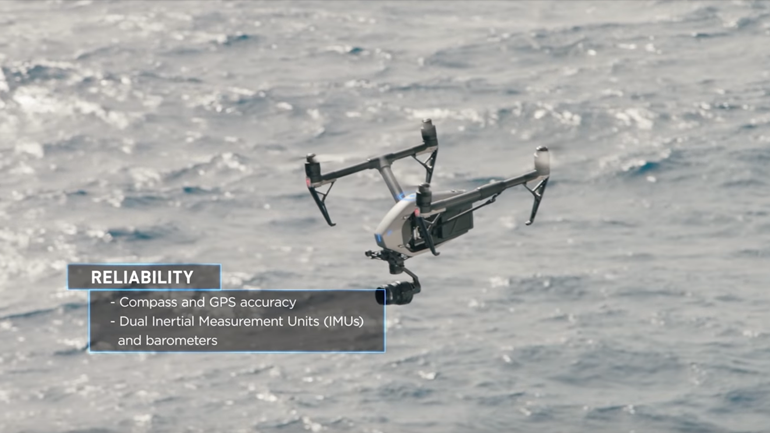 RELIABILITY
- Compass and GPS accuracy
- Dual Inertial Measurement Units (IMUs)
and barometers